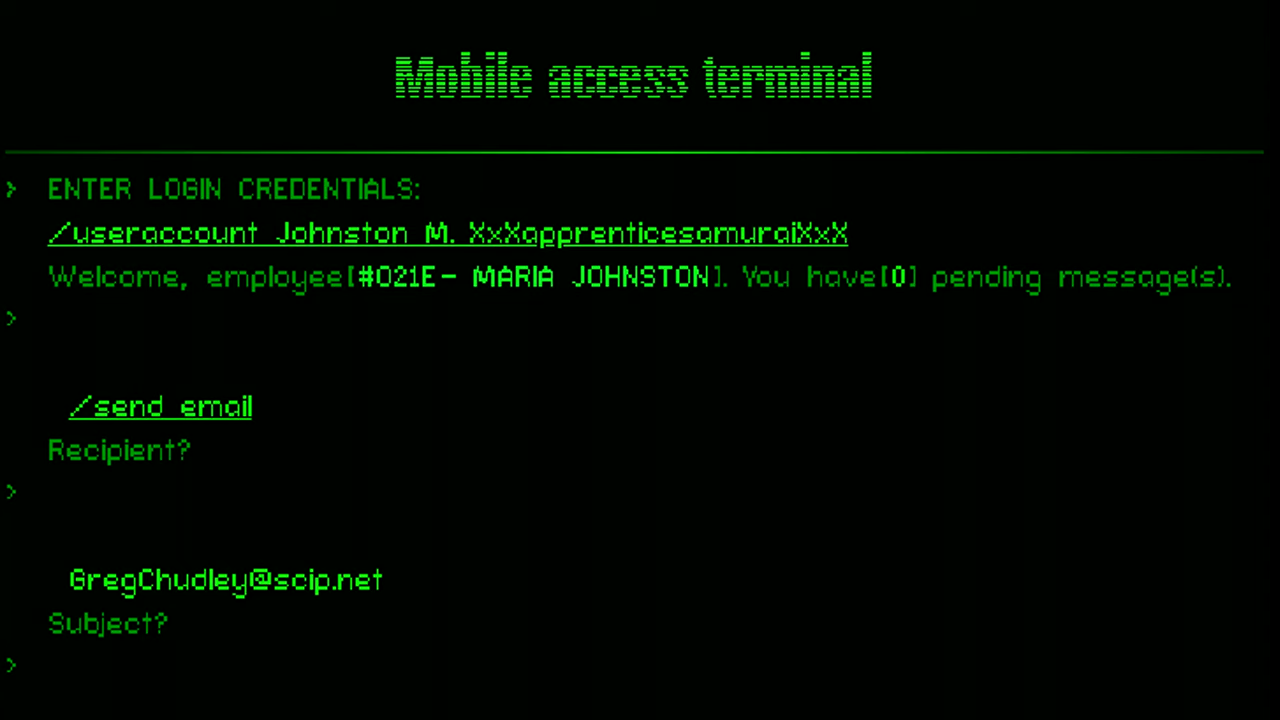 Mobile access terminal
> ENTER LOGIN CREDENTIALS:
/useraccount Johnston M. XxXapprenticesamuraiXxX
Welcome, employee[#021E- MARIA JOHNSTON]. You have[0] pending message(s).
>
/send email
Recipient?
>
GregChudley@scip.net
Subject?
>